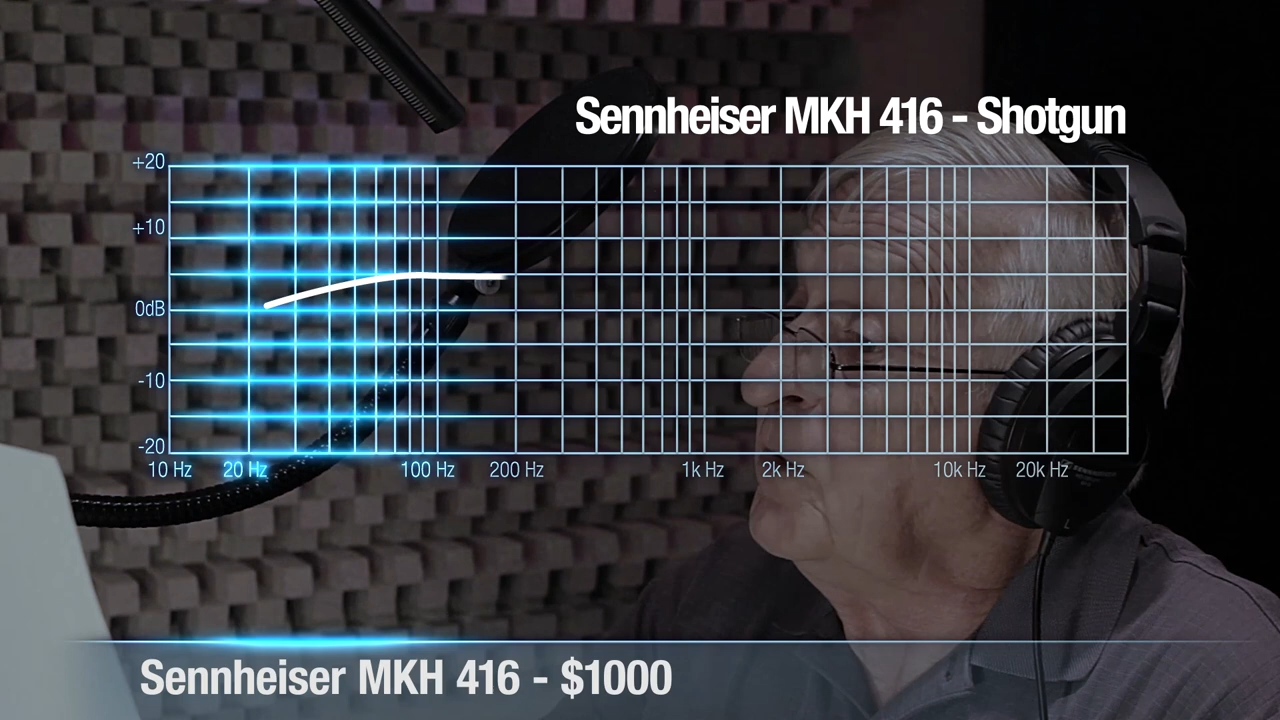 Sennheiser MKH 416 - Shotgun
+20
+10
0dB
-10
-20
10 Hz 20 Hz 100 Hz 200 Hz 1k Hz 2k Hz 10k Hz 20k Hz
L
Sennheiser MKH 416 - $1000